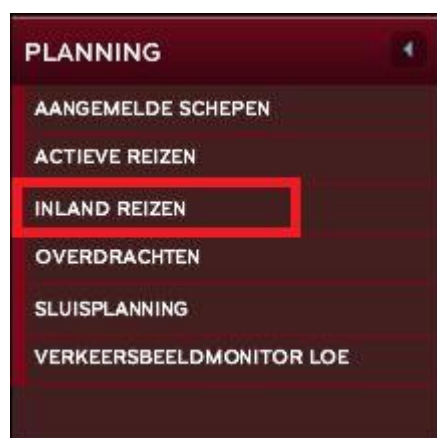 PLANNING
AANGEMELDE SCHEPEN
ACTIEVE REIZEN
INLAND REIZEN
OVERDRACHTEN
SLUISPLANNING
VERKEERSBEELDMONITOR LOE